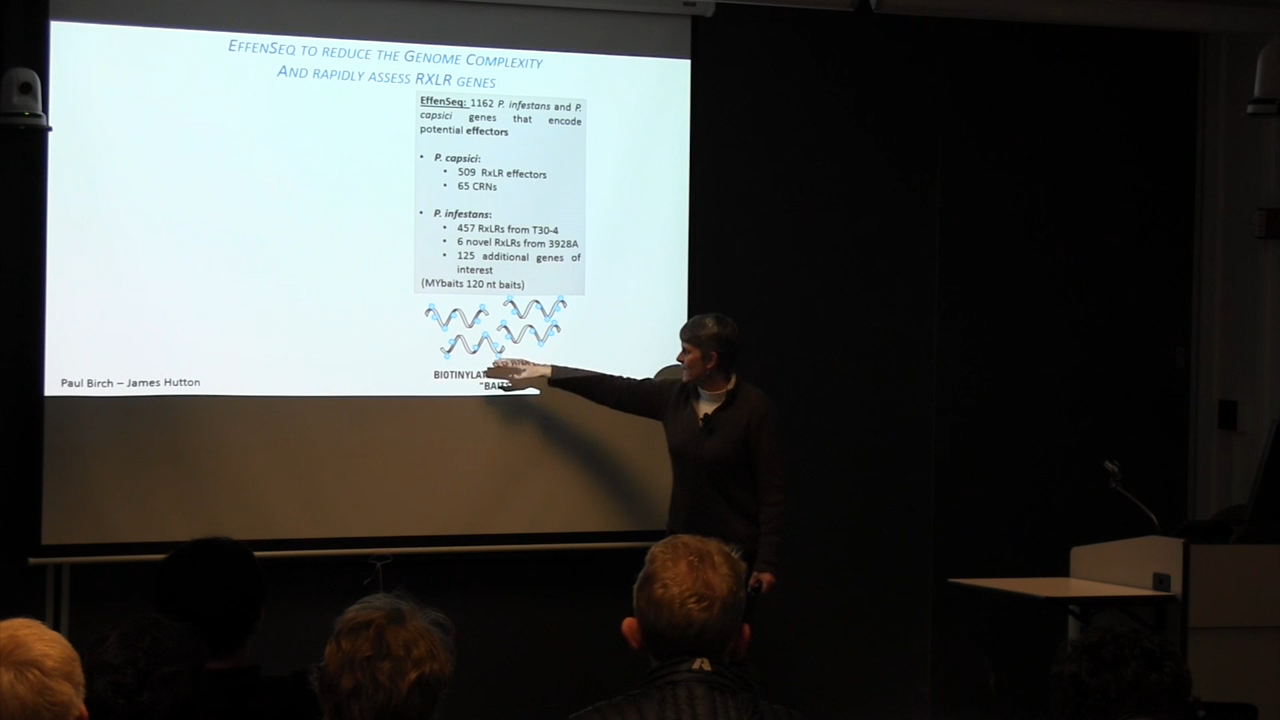 EFFENSEQ TO REDUCE THE GENOME COMPLEXITY
AND RAPIDLY ASSESS RXLR GENES
EffenSeq: 1162 P. infestans and P.
capsici genes that encode
potential effectors
• P. capsici:
• 509 RxLR effectors
• 65 CRNs
• P. infestans:
• 457 RxLRs from T30-4
• 6 novel RxLRs from 3928A
• 125 additional genes of
interest
(MYbaits 120 nt baits)
Paul Birch – James Hutton